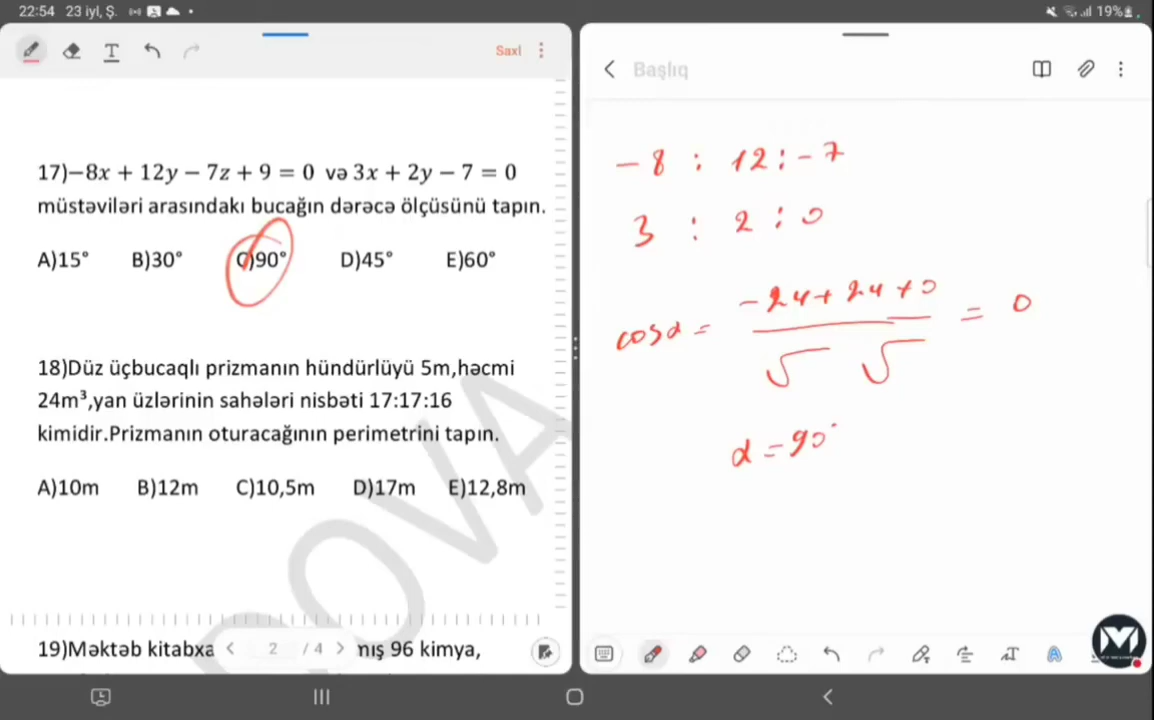 22:54 23 iyl, Ş.
19%
Saxl
17)−8x + 12y − 7z + 9 = 0 və 3x + 2y − 7 = 0
müstəviləri arasındakı bucağın dərəcə ölçüsünü tapın.
A)15° B)30° C)90° D)45° E)60°
18)Düz üçbucaqlı prizmanın hündürlüyü 5m,həcmi
24m³,yan üzlərinin sahələri nisbəti 17:17:16
kimidir.Prizmanın oturacağının perimetrini tapın.
A)10m B)12m C)10,5m D)17m E)12,8m
19)Məktəb kitabxa
2 / 4
nış 96 kimya,
Başlıq
−8 : 12 : −7
3 : 2 : 0
cosα = −24 + 24 + 0 / √ √ = 0
α = 90°
OVA
M